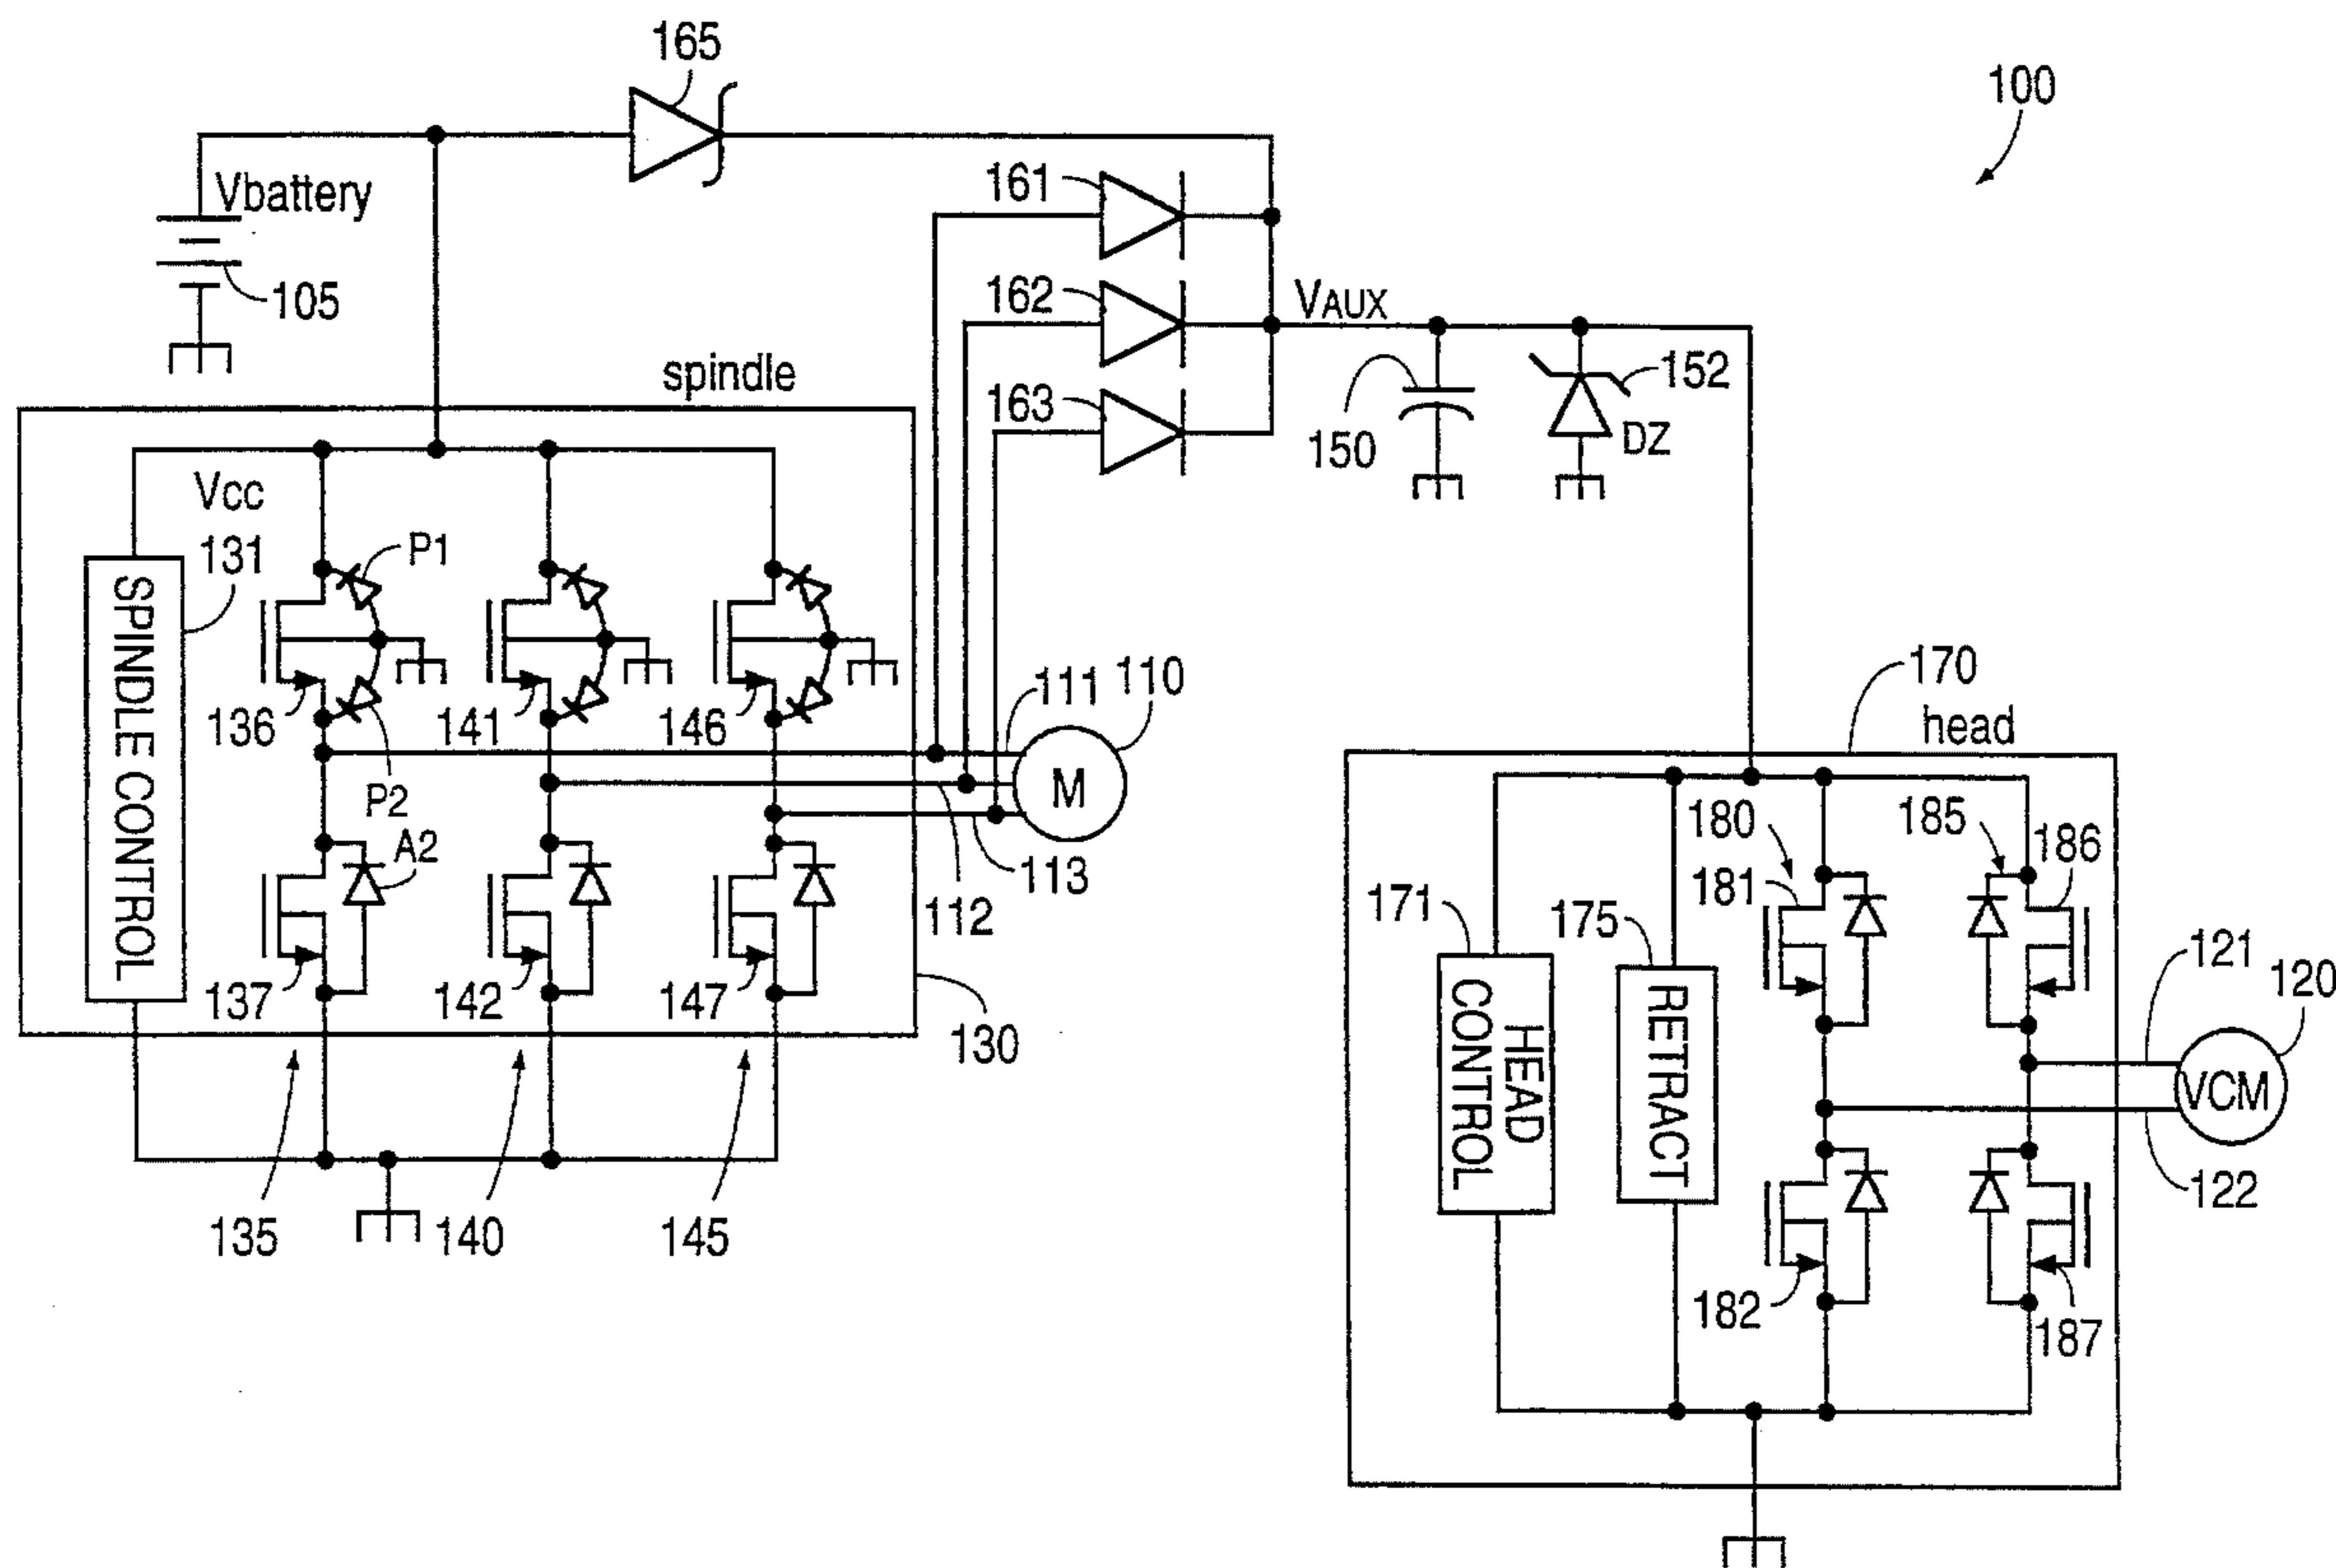 165
100
Vbattery
161
105
162
VAUX
152
spindle
163
150
DZ
Vcc
131
P1
SPINDLE CONTROL
170
111
110
head
136
141
146
M
P2
180
185
A2
113
186
181
112
171
175
121
120
137
142
147
HEAD CONTROL
RETRACT
130
VCM
122
135
140
145
182
187